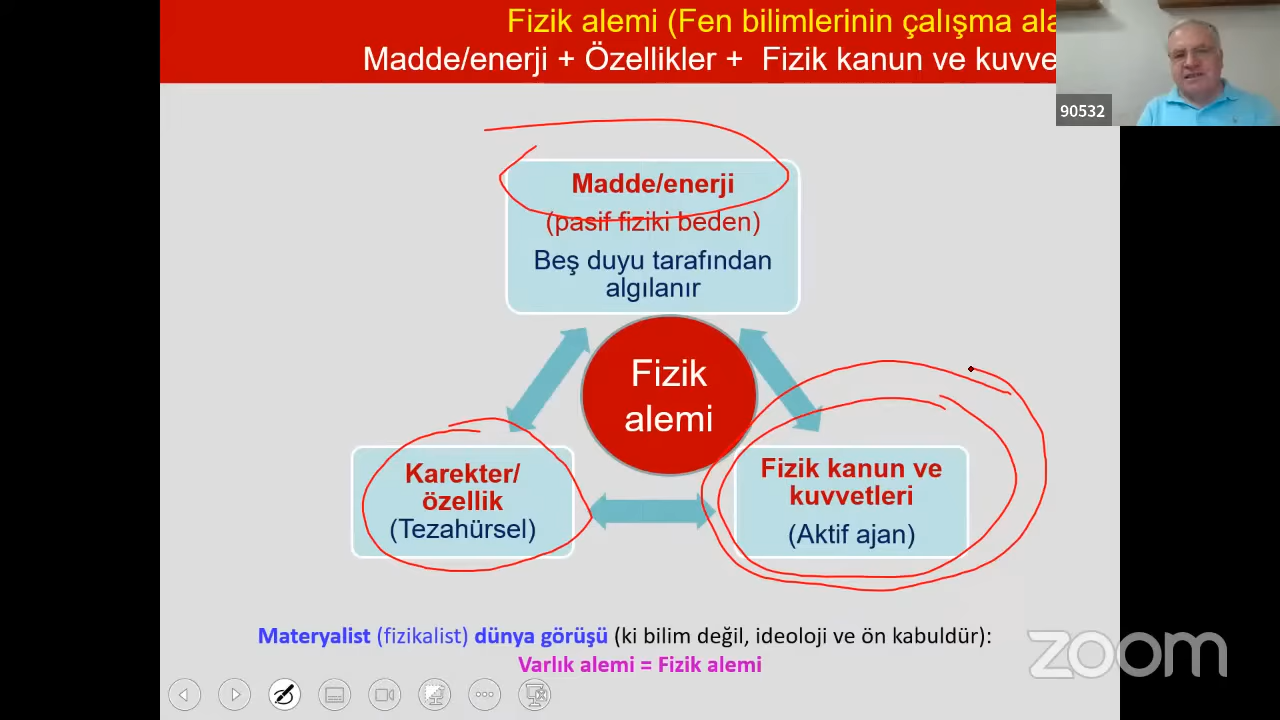 Fizik alemi (Fen bilimlerinin çalışma ala
Madde/enerji + Özellikler + Fizik kanun ve kuvve
90532
Madde/enerji
(pasif fiziki beden)
Beş duyu tarafından
algılanır
Fizik
alemi
Karekter/
özellik
(Tezahürsel)
Fizik kanun ve
kuvvetleri
(Aktif ajan)
Materyalist (fizikalist) dünya görüşü (ki bilim değil, ideoloji ve ön kabuldür):
Varlık alemi = Fizik alemi
zoom